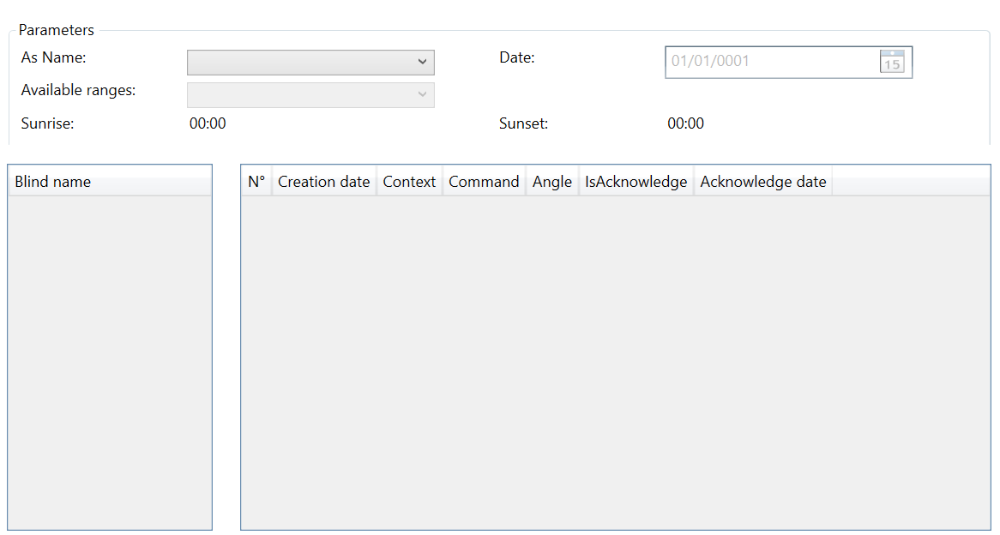 Parameters
As Name: Date: 01/01/0001 15
Available ranges:
Sunrise: 00:00 Sunset: 00:00
Blind name N° Creation date Context Command Angle IsAcknowledge Acknowledge date